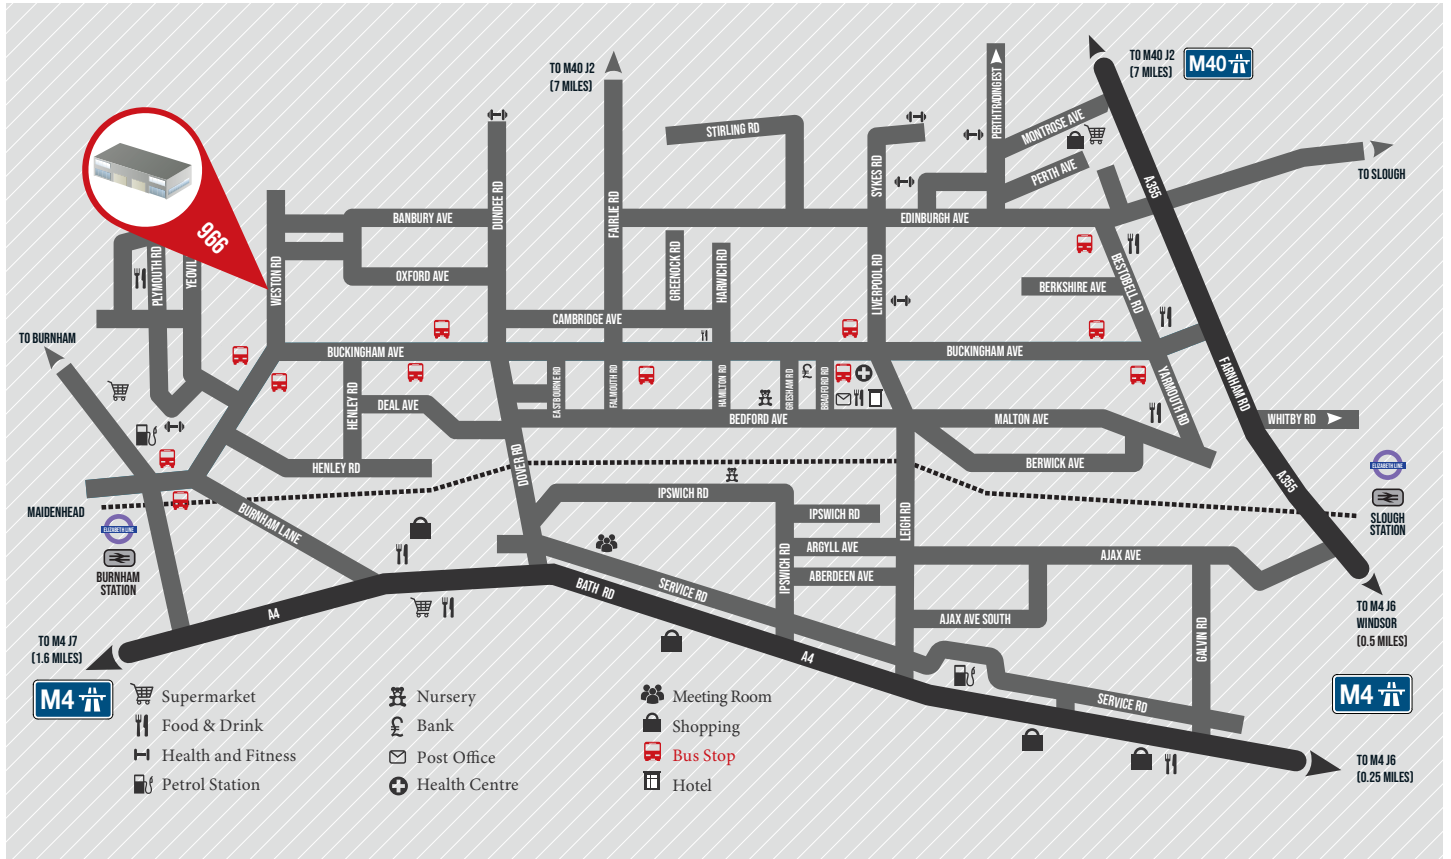 TO M40 J2
(7 MILES)
TO M40 J2
(7 MILES)
M40
PERTH TRADING EST
MONTROSE AVE
STIRLING RD
SYKES RD
PERTH AVE
A355
TO SLOUGH
966
BANBURY AVE
DUNDEE RD
FAIRLIE RD
EDINBURGH AVE
PLYMOUTH RD
YEOVIL
WESTON RD
OXFORD AVE
GREENOCK RD
HARWICH RD
LIVERPOOL RD
BERKSHIRE AVE
BESTOBELL RD
CAMBRIDGE AVE
TO BURNHAM
BUCKINGHAM AVE
BUCKINGHAM AVE
HENLEY RD
DEAL AVE
EASTBOURNE RD
FALMOUTH RD
HAMILTON RD
GRESHAM RD
BRADFORD RD
YARMOUTH RD
FARNHAM RD
BEDFORD AVE
MALTON AVE
WHITBY RD
HENLEY RD
DOVER RD
BERWICK AVE
ELIZABETH LINE
A355
SLOUGH
STATION
MAIDENHEAD
ELIZABETH LINE
BURNHAM
STATION
BURNHAM LANE
IPSWICH RD
IPSWICH RD
LEIGH RD
ARGYLL AVE
AJAX AVE
IPSWICH RD
ABERDEEN AVE
BATH RD
SERVICE RD
A4
AJAX AVE SOUTH
GALVIN RD
TO M4 J6
WINDSOR
(0.5 MILES)
TO M4 J7
(1.6 MILES)
M4
A4
SERVICE RD
M4
TO M4 J6
(0.25 MILES)
Supermarket
Food & Drink
Health and Fitness
Petrol Station
Nursery
Bank
Post Office
Health Centre
Meeting Room
Shopping
Bus Stop
Hotel